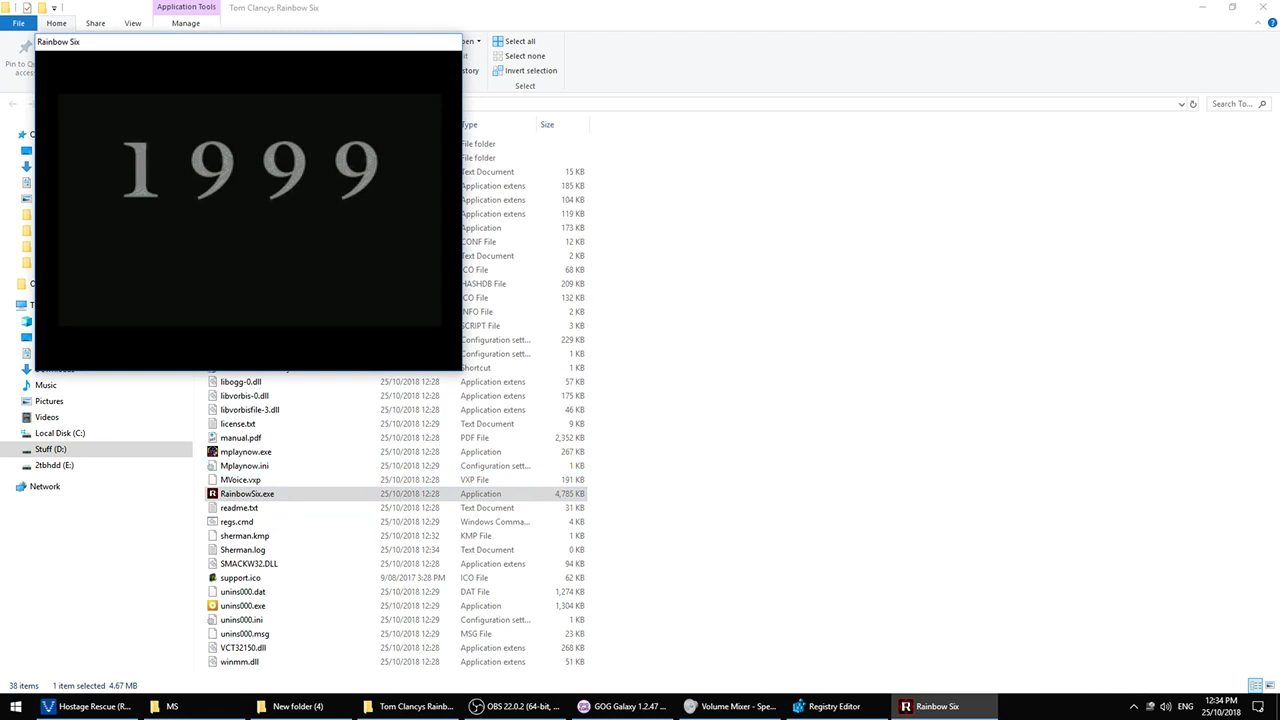 Application Tools
Tom Clancys Rainbow Six
File
Home
Share
View
Manage
Rainbow Six
1999
Select all
Select none
Invert selection
Select
Search To...
Type
Size
File folder
File folder
Text Document 15 KB
Application extens 185 KB
Application extens 104 KB
Application extens 119 KB
Application 173 KB
CONF File 12 KB
Text Document 2 KB
ICO File 68 KB
HASHDB File 209 KB
ICO File 132 KB
INFO File 2 KB
SCRIPT File 3 KB
Configuration sett... 229 KB
Configuration sett... 1 KB
Shortcut 1 KB
libogg-0.dll 25/10/2018 12:28 Application extens 57 KB
libvorbis-0.dll 25/10/2018 12:28 Application extens 175 KB
libvorbisfile-3.dll 25/10/2018 12:28 Application extens 46 KB
license.txt 25/10/2018 12:29 Text Document 9 KB
manual.pdf 25/10/2018 12:28 PDF File 2,352 KB
mplaynow.exe 25/10/2018 12:28 Application 267 KB
Mplaynow.ini 25/10/2018 12:28 Configuration sett... 1 KB
MVoice.vxp 25/10/2018 12:28 VXP File 191 KB
RainbowSix.exe 25/10/2018 12:28 Application 4,785 KB
readme.txt 25/10/2018 12:28 Text Document 31 KB
regs.cmd 25/10/2018 12:28 Windows Comma... 4 KB
sherman.kmp 25/10/2018 12:32 KMP File 1 KB
Sherman.log 25/10/2018 12:34 Text Document 0 KB
SMACKW32.DLL 25/10/2018 12:28 Application extens 94 KB
support.ico 9/08/2017 3:28 PM ICO File 62 KB
unins000.dat 25/10/2018 12:29 DAT File 1,274 KB
unins000.exe 25/10/2018 12:29 Application 1,304 KB
unins000.ini 25/10/2018 12:29 Configuration sett... 1 KB
unins000.msg 25/10/2018 12:29 MSG File 23 KB
VCT32150.dll 25/10/2018 12:28 Application extens 268 KB
winmm.dll 25/10/2018 12:28 Application extens 51 KB
Music
Pictures
Videos
Local Disk (C:)
Stuff (D:)
2tbhdd (E:)
Network
38 items 1 item selected 4.67 MB
Hostage Rescue (R...
MS
New folder (4)
Tom Clancys Rainb...
OBS 22.0.2 (64-bit, ...
GOG Galaxy 1.2.47 ...
Volume Mixer - Spe...
Registry Editor
Rainbow Six
ENG
12:34 PM
25/10/2018